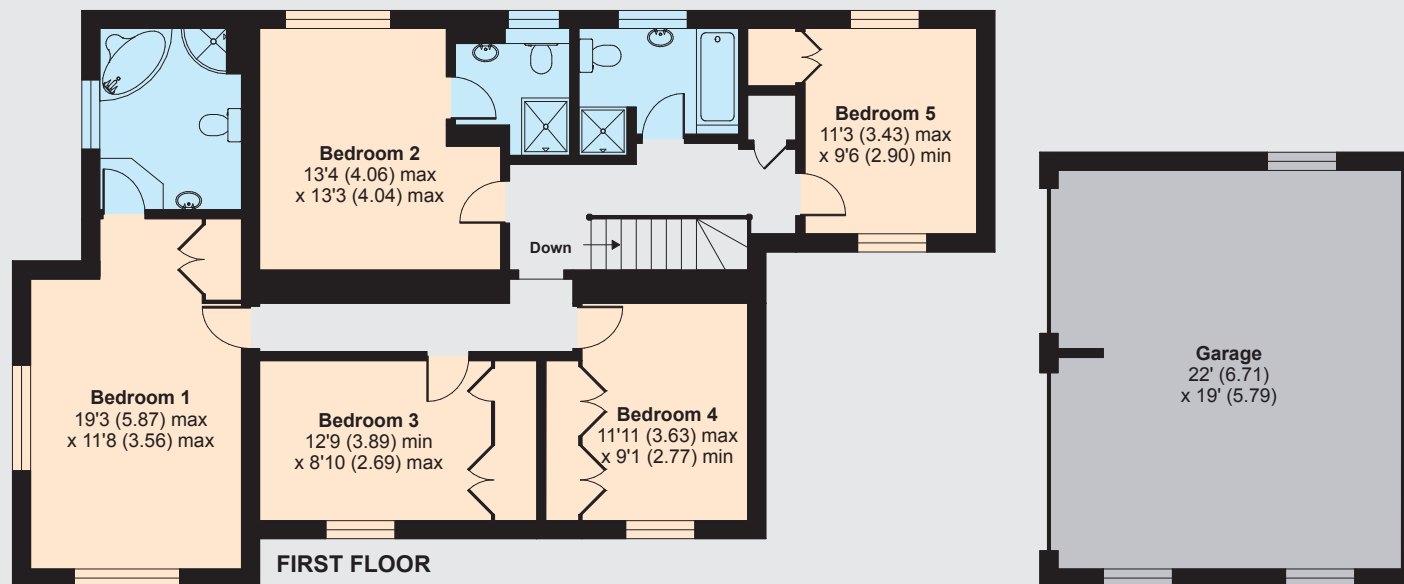 Bedroom 2
13'4 (4.06) max
x 13'3 (4.04) max
Bedroom 5
11'3 (3.43) max
x 9'6 (2.90) min
Down
Bedroom 1
19'3 (5.87) max
x 11'8 (3.56) max
Bedroom 3
12'9 (3.89) min
x 8'10 (2.69) max
Bedroom 4
11'11 (3.63) max
x 9'1 (2.77) min
Garage
22' (6.71)
x 19' (5.79)
FIRST FLOOR